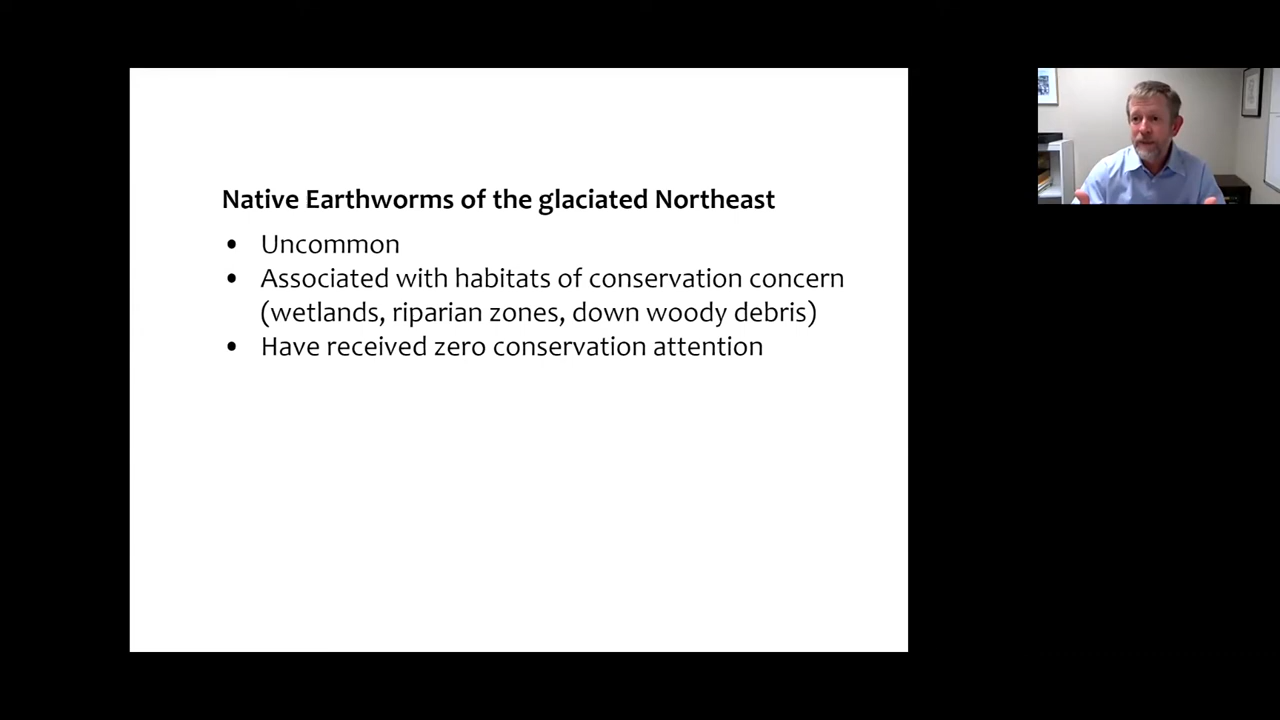 Native Earthworms of the glaciated Northeast
• Uncommon
• Associated with habitats of conservation concern
(wetlands, riparian zones, down woody debris)
• Have received zero conservation attention